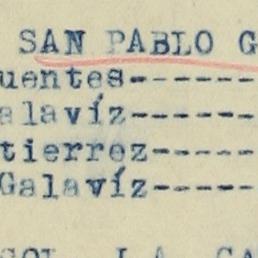 SAN PABLO G
uentes-------
alavíz------
tierrez------
Galavíz------